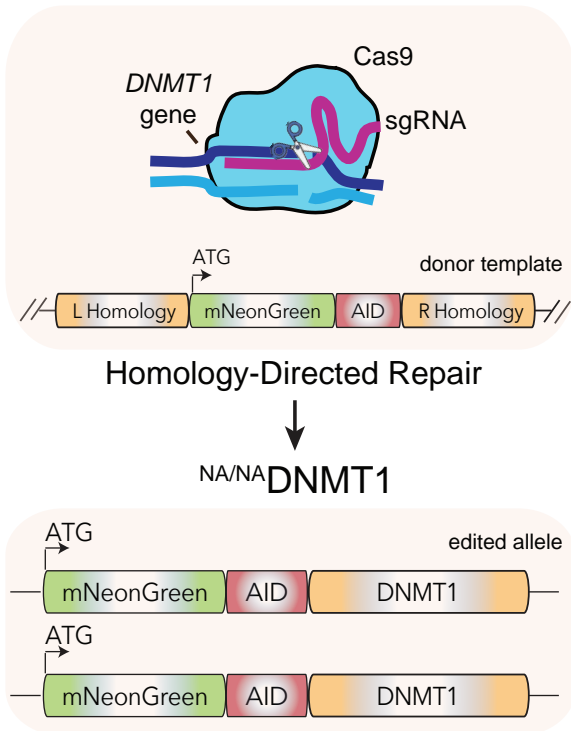 Cas9
DNMT1
gene
sgRNA
ATG
donor template
L Homology mNeonGreen AID R Homology
Homology-Directed Repair
NA/NADNMT1
ATG
edited allele
mNeonGreen AID DNMT1
ATG
mNeonGreen AID DNMT1